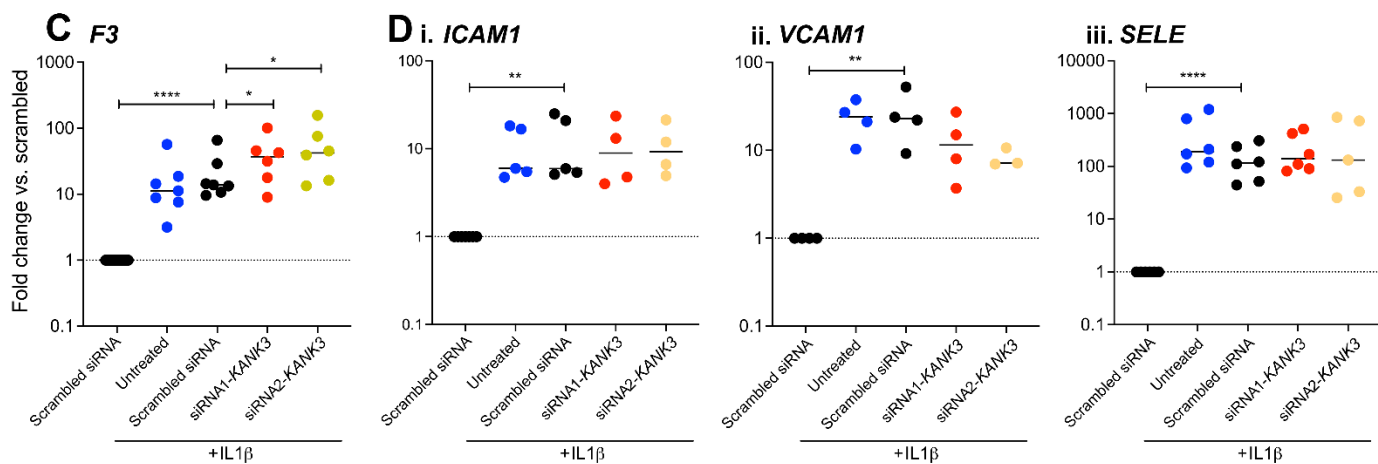 C F3
Fold change vs. scrambled
1000
100
10
1
0.1
****
*
*
Scrambled siRNA
Untreated
Scrambled siRNA
siRNA1-KANK3
siRNA2-KANK3
+IL1β
D i. ICAM1
100
10
1
0.1
**
Scrambled siRNA
Untreated
Scrambled siRNA
siRNA1-KANK3
siRNA2-KANK3
+IL1β
ii. VCAM1
100
10
1
0.1
**
Scrambled siRNA
Untreated
Scrambled siRNA
siRNA1-KANK3
siRNA2-KANK3
+IL1β
iii. SELE
10000
1000
100
10
1
0.1
****
Scrambled siRNA
Untreated
Scrambled siRNA
siRNA1-KANK3
siRNA2-KANK3
+IL1β